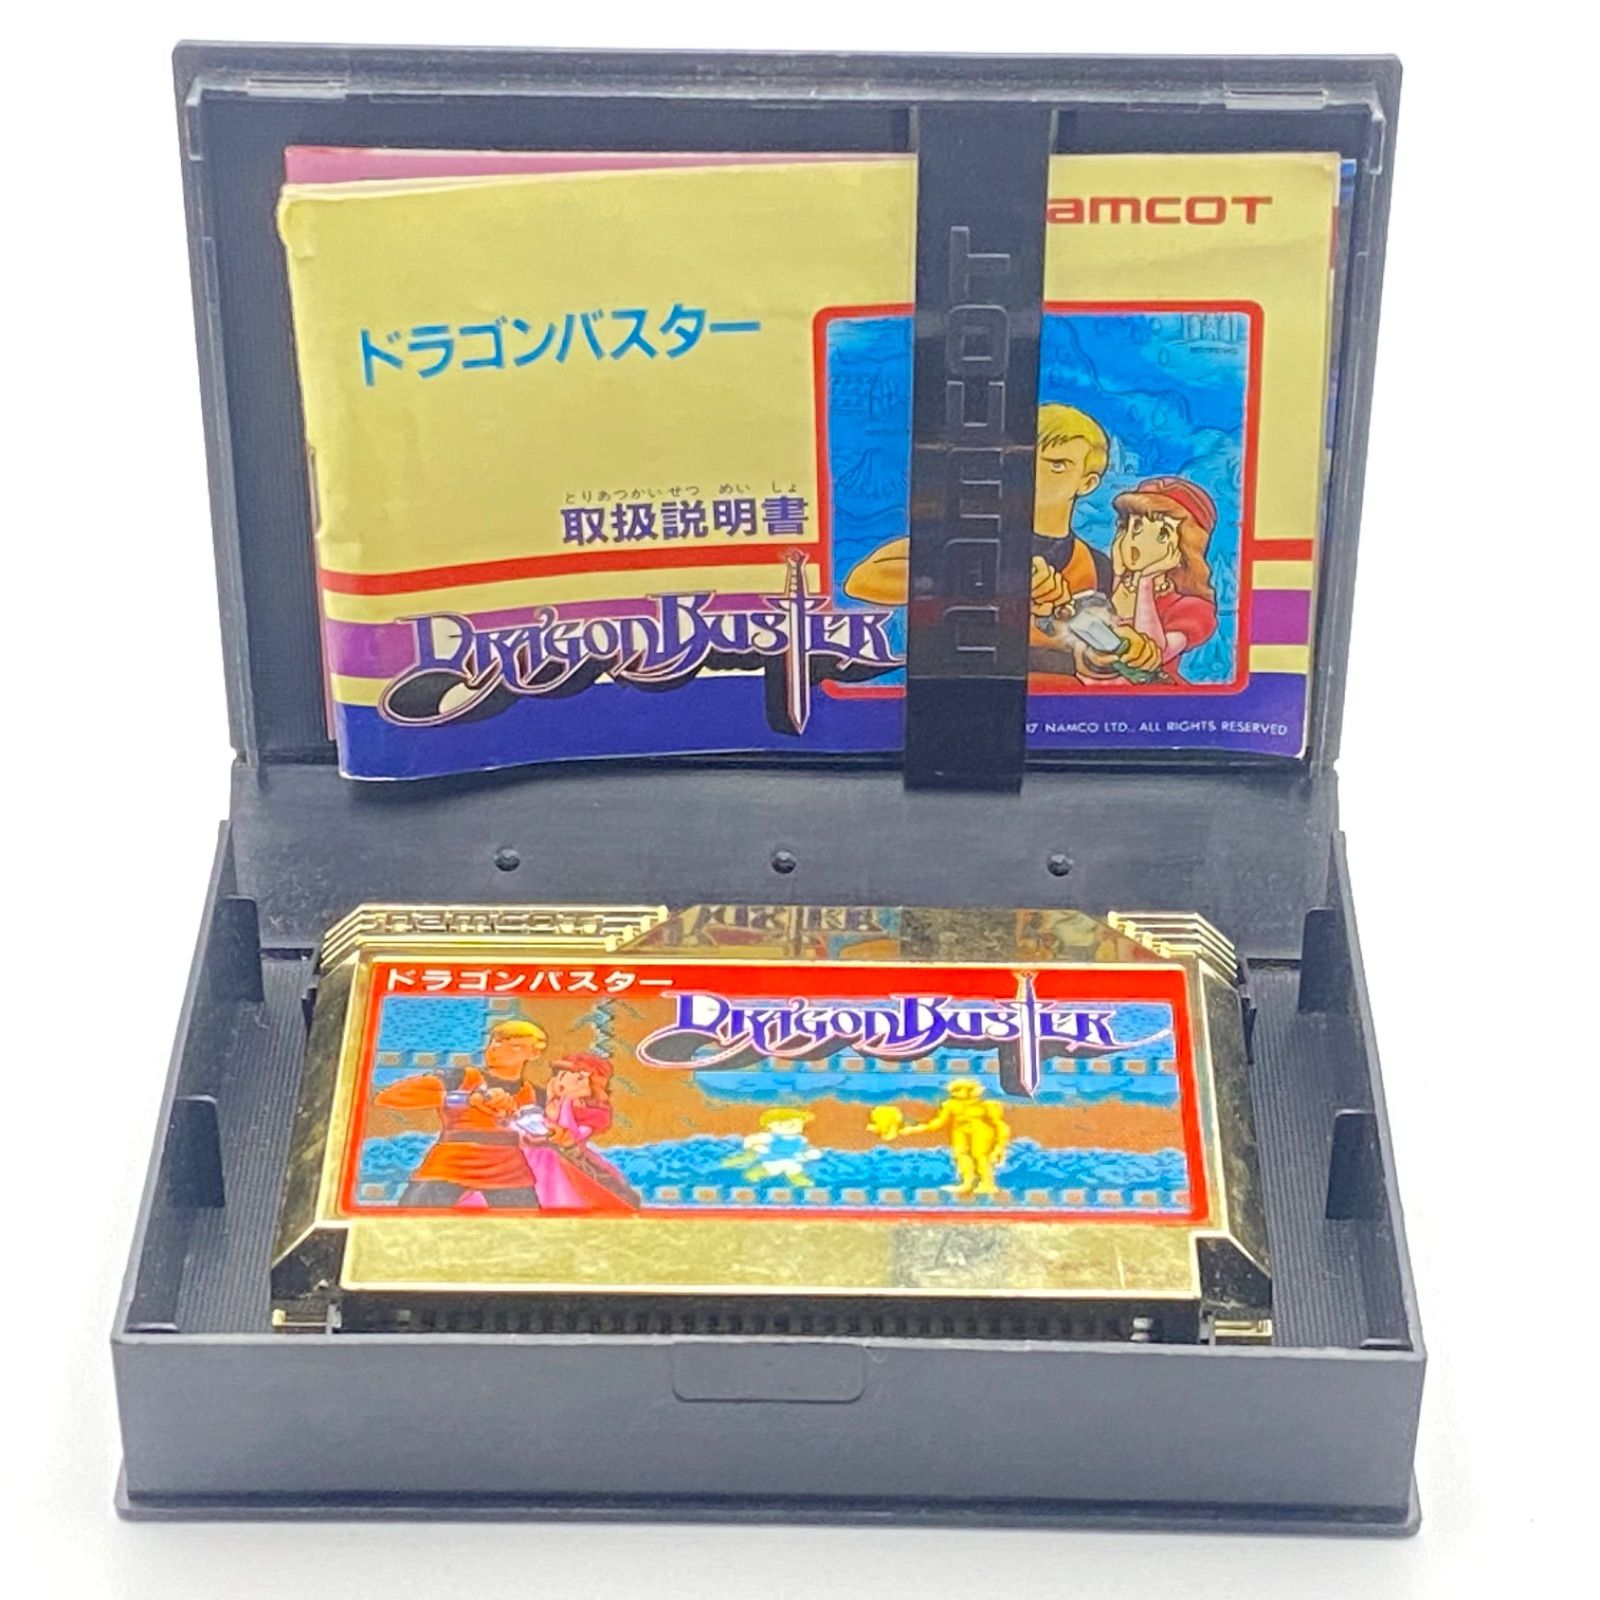 amcoT
namcoT
ドラゴンバスター
とりあつかいせつ めい しょ
取扱説明書
DRAGON BUSTER
7 NAMCO LTD., ALL RIGHTS RESERVED
namcoT
ドラゴンバスター
DRAGON BUSTER